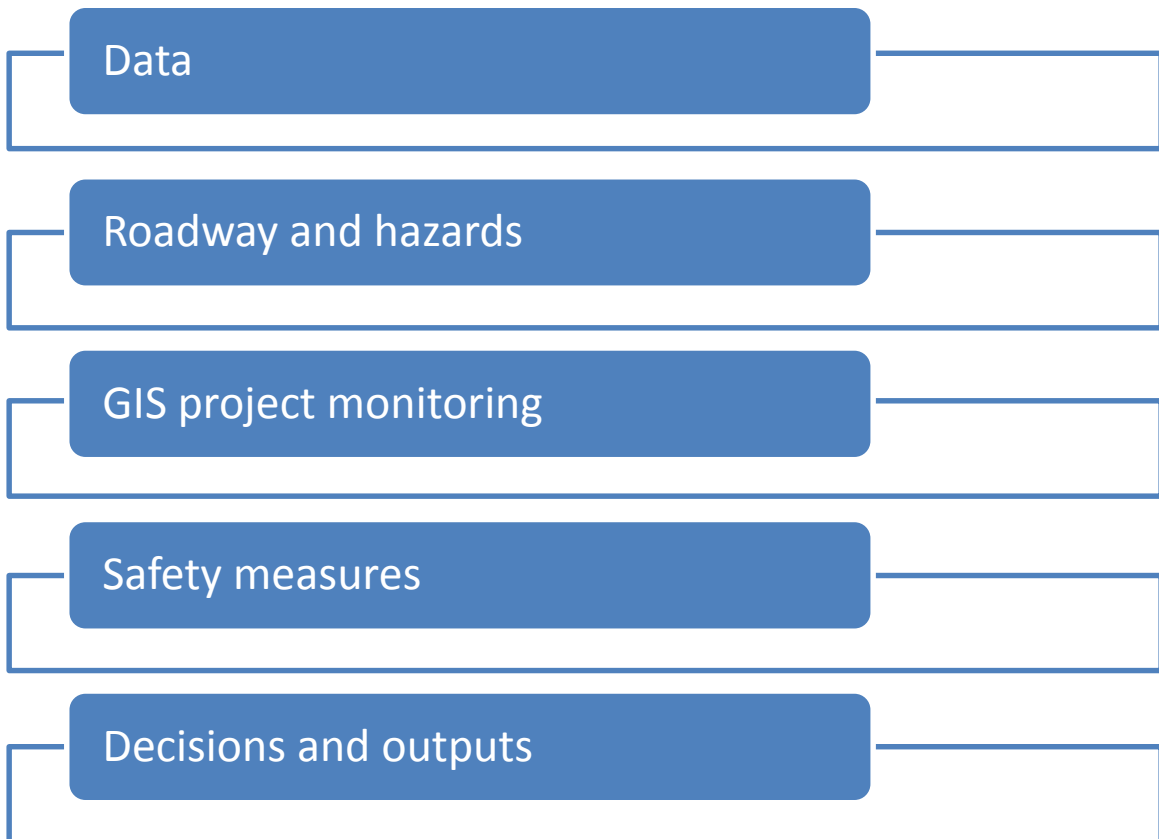 Data
Roadway and hazards
GIS project monitoring
Safety measures
Decisions and outputs